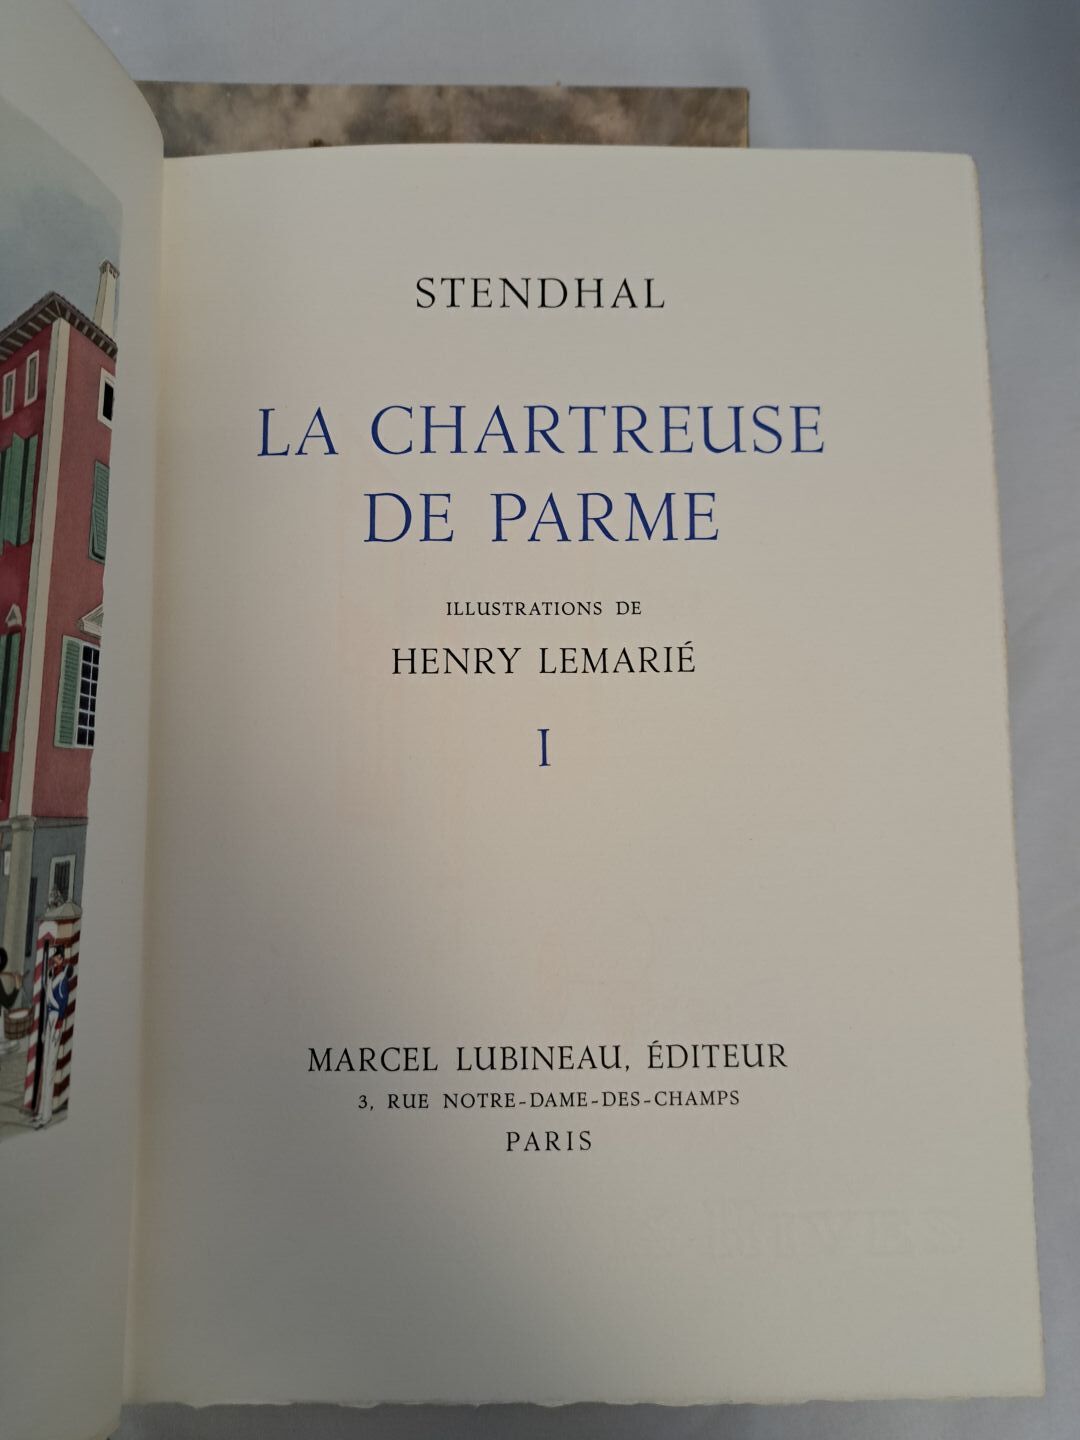 STENDHAL
LA CHARTREUSE
DE PARME
ILLUSTRATIONS DE
HENRY LEMARIÉ
I
MARCEL LUBINEAU, ÉDITEUR
3, RUE NOTRE-DAME-DES-CHAMPS
PARIS